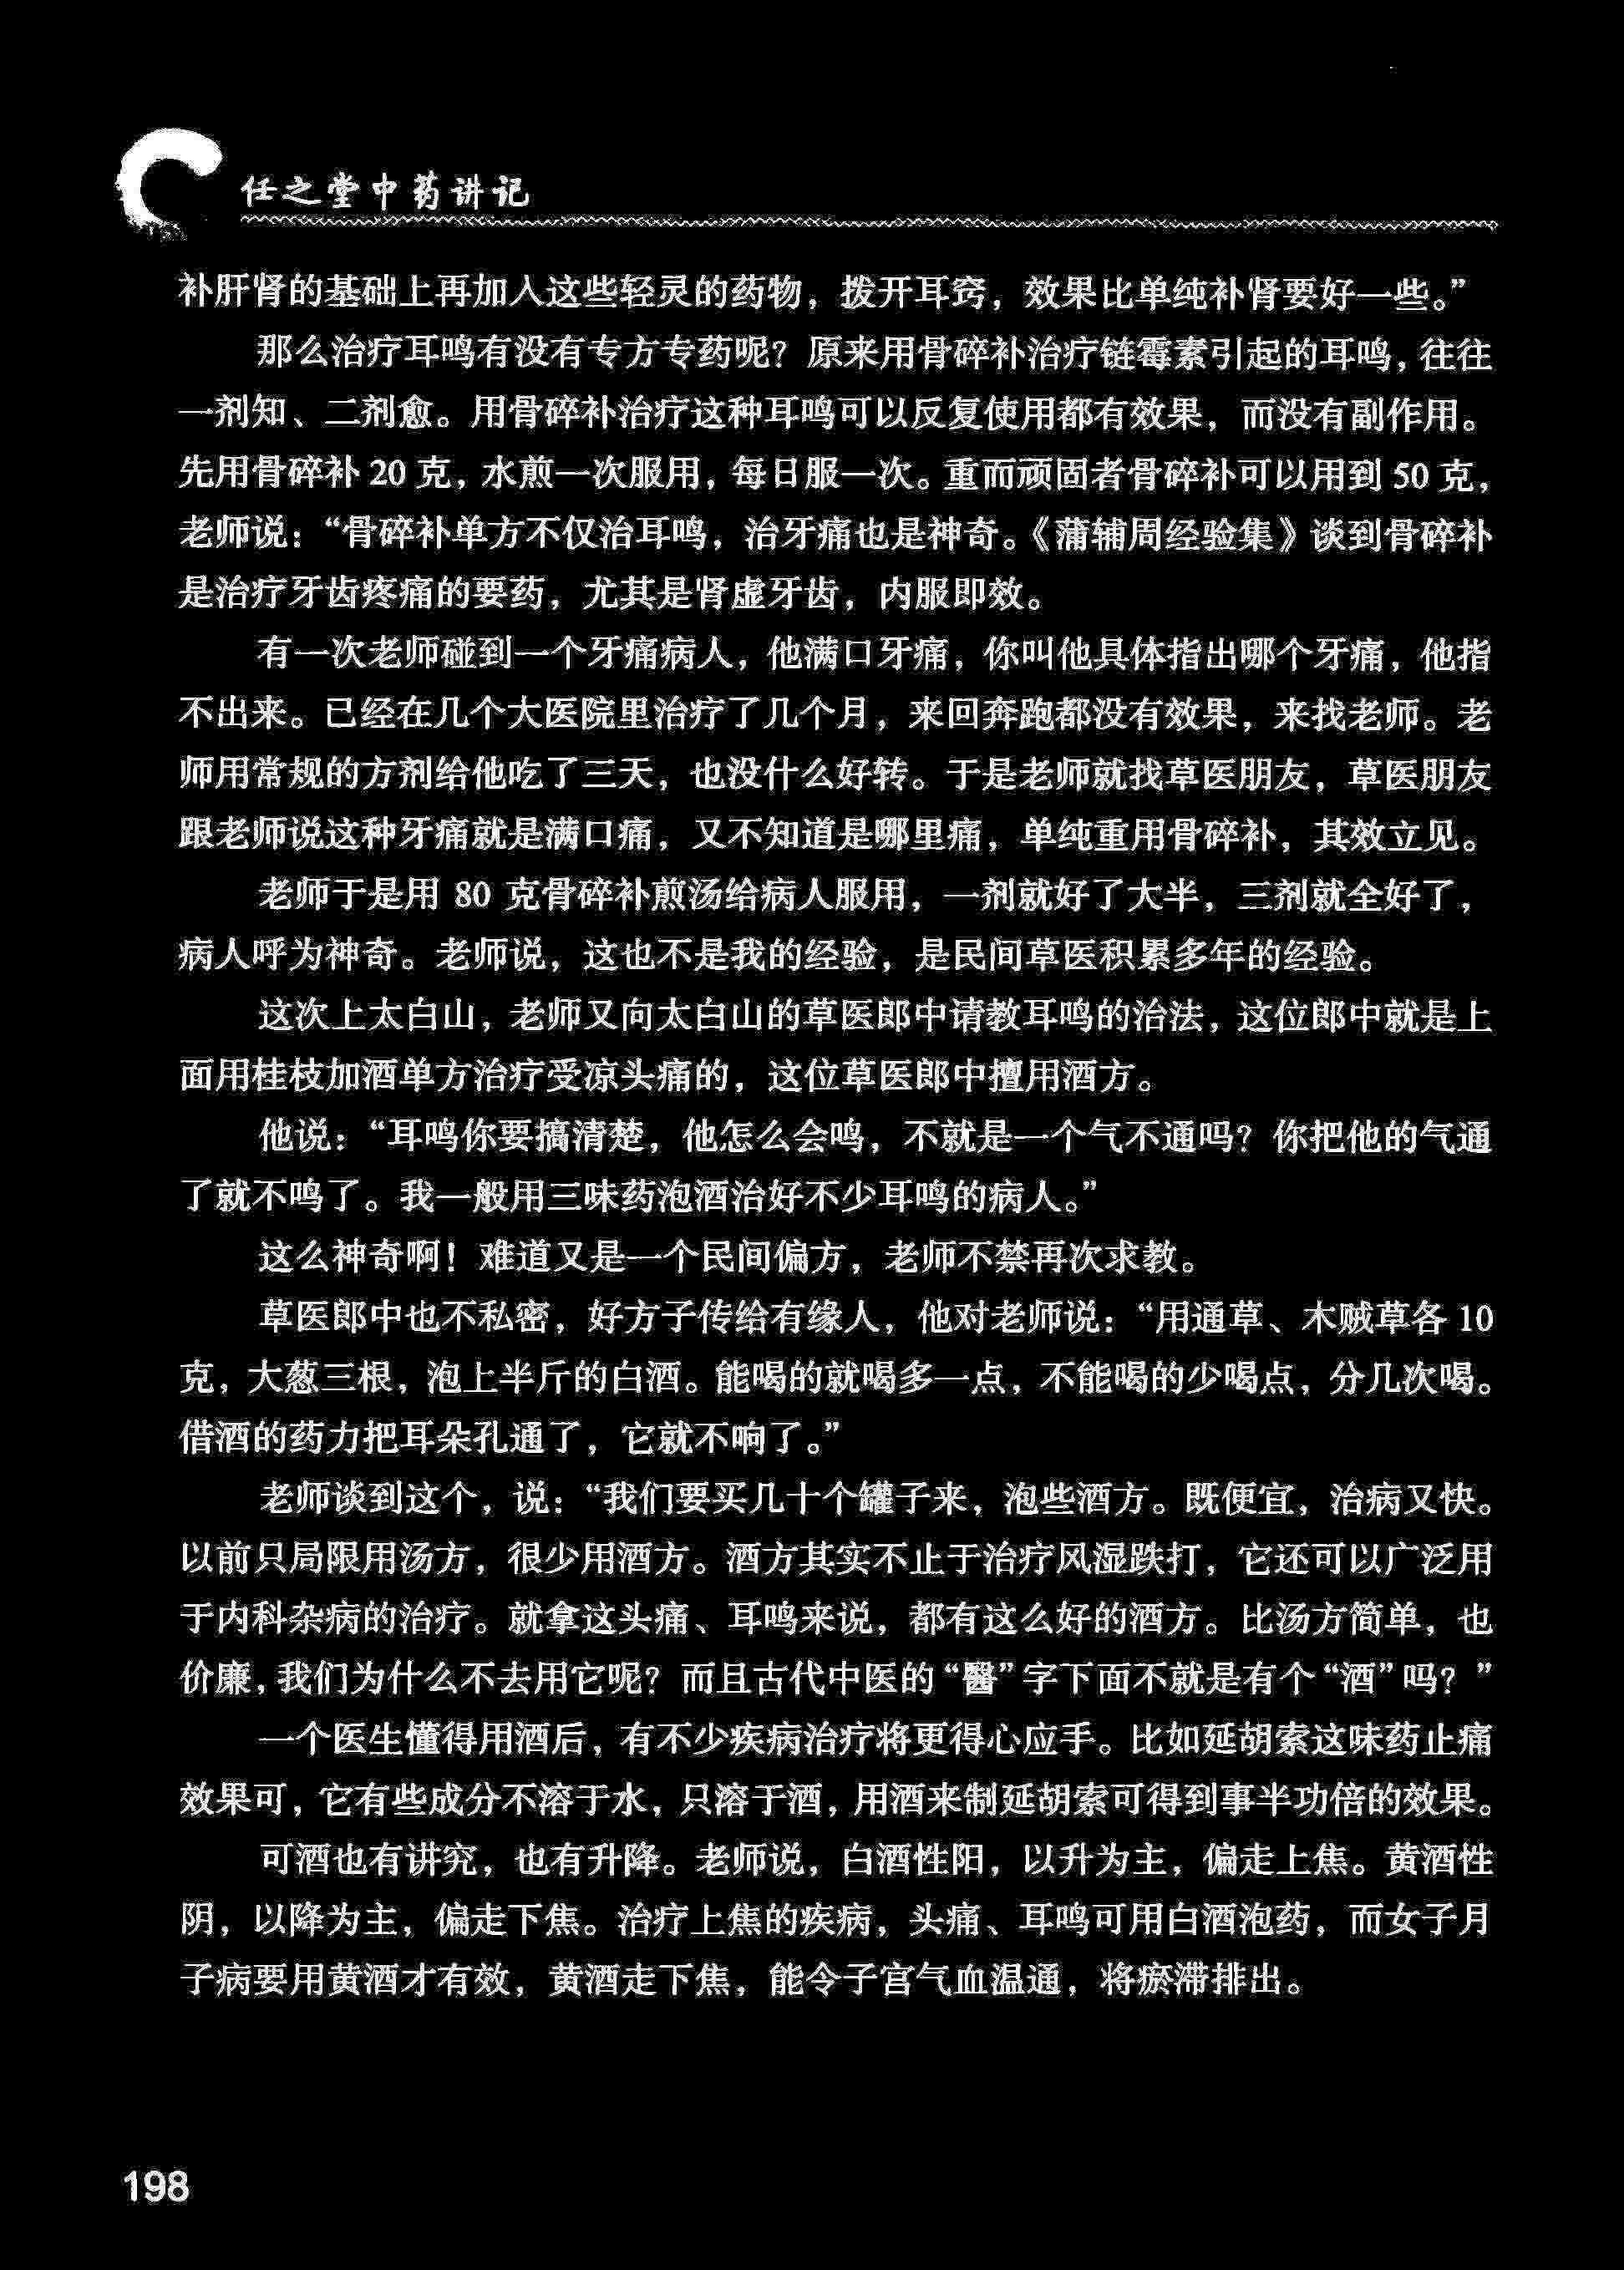 任之堂中药讲记
补肝肾的基础上再加入这些轻灵的药物，拨开耳窍，效果比单纯补肾要好一些。”
那么治疗耳鸣有没有专方专药呢？原来用骨碎补治疗链霉素引起的耳鸣，往往
一剂知、二剂愈。用骨碎补治疗这种耳鸣可以反复使用都有效果，而没有副作用。
先用骨碎补 20 克，水煎一次服用，每日服一次。重而顽固者骨碎补可以用到 50 克，
老师说：“骨碎补单方不仅治耳鸣，治牙痛也是神奇。《蒲辅周经验集》谈到骨碎补
是治疗牙齿疼痛的要药，尤其是肾虚牙齿，内服即效。
有一次老师碰到一个牙痛病人，他满口牙痛，你叫他具体指出哪个牙痛，他指
不出来。已经在几个大医院里治疗了几个月，来回奔跑都没有效果，来找老师。老
师用常规的方剂给他吃了三天，也没什么好转。于是老师就找草医朋友，草医朋友
跟老师说这种牙痛就是满口痛，又不知道是哪里痛，单纯重用骨碎补，其效立见。
老师于是用 80 克骨碎补煎汤给病人服用，一剂就好了大半，三剂就全好了，
病人呼为神奇。老师说，这也不是我的经验，是民间草医积累多年的经验。
这次上太白山，老师又向太白山的草医郎中请教耳鸣的治法，这位郎中就是上
面用桂枝加酒单方治疗受凉头痛的，这位草医郎中擅用酒方。
他说：“耳鸣你要搞清楚，他怎么会鸣，不就是一个气不通吗？你把他的气通
了就不鸣了。我一般用三味药泡酒治好不少耳鸣的病人。”
这么神奇啊！难道又是一个民间偏方，老师不禁再次求教。
草医郎中也不私密，好方子传给有缘人，他对老师说：“用通草、木贼草各 10
克，大葱三根，泡上半斤的白酒。能喝的就喝多一点，不能喝的少喝点，分几次喝。
借酒的药力把耳朵孔通了，它就不响了。”
老师谈到这个，说：“我们要买几十个罐子来，泡些酒方。既便宜，治病又快。
以前只局限用汤方，很少用酒方。酒方其实不止于治疗风湿跌打，它还可以广泛用
于内科杂病的治疗。就拿这头痛、耳鸣来说，都有这么好的酒方。比汤方简单，也
价廉，我们为什么不去用它呢？而且古代中医的“醫”字下面不就是有个“酒”吗？”
一个医生懂得用酒后，有不少疾病治疗将更得心应手。比如延胡索这味药止痛
效果可，它有些成分不溶于水，只溶于酒，用酒来制延胡索可得到事半功倍的效果。
可酒也有讲究，也有升降。老师说，白酒性阳，以升为主，偏走上焦。黄酒性
阴，以降为主，偏走下焦。治疗上焦的疾病，头痛、耳鸣可用白酒泡药，而女子月
子病要用黄酒才有效，黄酒走下焦，能令子宫气血温通，将瘀滞排出。
198